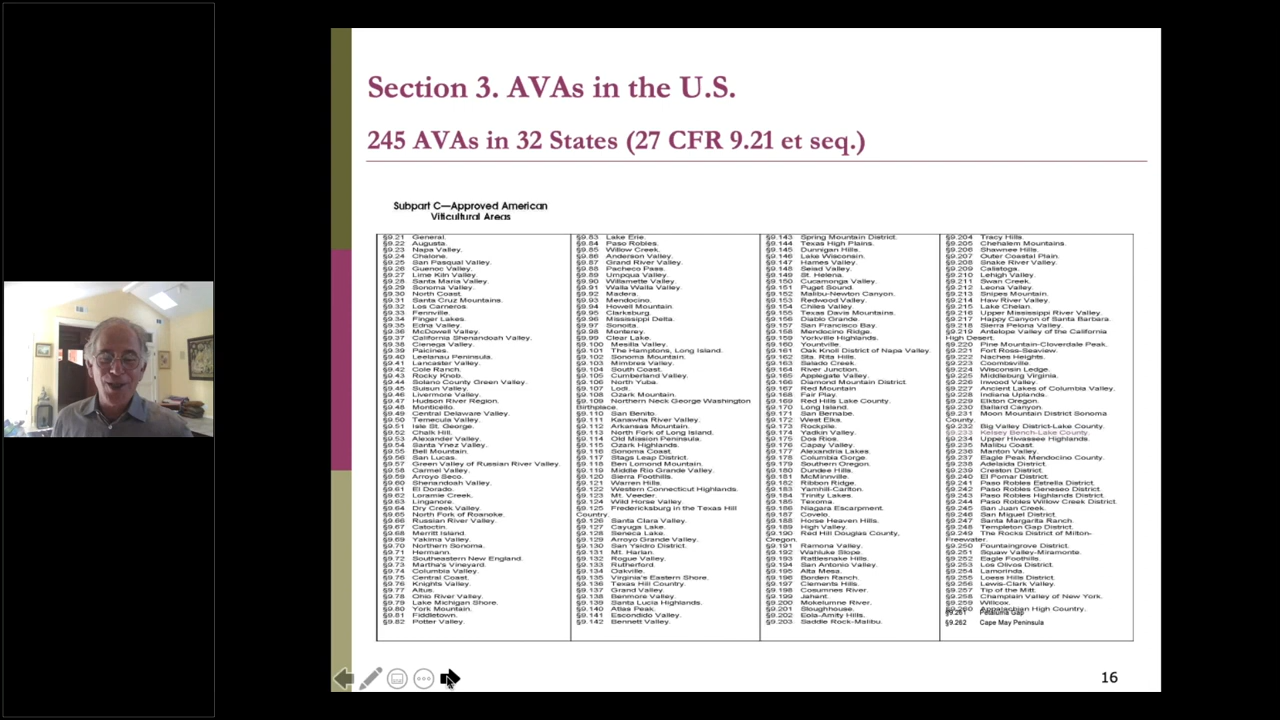 Section 3. AVAs in the U.S.
245 AVAs in 32 States (27 CFR 9.21 et seq.)
Subpart C—Approved American
Viticultural Areas
§9.21 General.
§9.22 Augusta.
§9.23 Napa Valley.
§9.24 Chalone.
§9.25 San Pasqual Valley.
§9.26 Guenoc Valley.
§9.27 Lime Kiln Valley.
§9.28 Santa Maria Valley.
§9.29 Sonoma Valley.
§9.30 North Coast.
§9.31 Santa Cruz Mountains.
§9.32 Los Carneros.
§9.33 Fennville.
§9.34 Finger Lakes.
§9.35 Edna Valley.
§9.36 McDowell Valley.
§9.37 California Shenandoah Valley.
§9.38 Cienega Valley.
§9.39 Paicines.
§9.40 Leelanau Peninsula.
§9.41 Lancaster Valley.
§9.42 Cole Ranch.
§9.43 Rocky Knob.
§9.44 Solano County Green Valley.
§9.45 Suisun Valley.
§9.46 Livermore Valley.
§9.47 Hudson River Region.
§9.48 Monticello.
§9.49 Central Delaware Valley.
§9.50 Temecula Valley.
§9.51 Isle St. George.
§9.52 Chalk Hill.
§9.53 Alexander Valley.
§9.54 Santa Ynez Valley.
§9.55 Bell Mountain.
§9.56 San Lucas.
§9.57 Green Valley of Russian River Valley.
§9.58 Carmel Valley.
§9.59 Arroyo Seco.
§9.60 Shenandoah Valley.
§9.61 El Dorado.
§9.62 Loramie Creek.
§9.63 Linganore.
§9.64 Dry Creek Valley.
§9.65 North Fork of Roanoke.
§9.66 Russian River Valley.
§9.67 Catoctin.
§9.68 Merritt Island.
§9.69 Yakima Valley.
§9.70 Northern Sonoma.
§9.71 Hermann.
§9.72 Southeastern New England.
§9.73 Martha's Vineyard.
§9.74 Columbia Valley.
§9.75 Central Coast.
§9.76 Knights Valley.
§9.77 Altus.
§9.78 Ohio River Valley.
§9.79 Lake Michigan Shore.
§9.80 York Mountain.
§9.81 Fiddletown.
§9.82 Potter Valley.
§9.83 Lake Erie.
§9.84 Paso Robles.
§9.85 Willow Creek.
§9.86 Anderson Valley.
§9.87 Grand River Valley.
§9.88 Pacheco Pass.
§9.89 Umpqua Valley.
§9.90 Willamette Valley.
§9.91 Walla Walla Valley.
§9.92 Madera.
§9.93 Mendocino.
§9.94 Howell Mountain.
§9.95 Clarksburg.
§9.96 Mississippi Delta.
§9.97 Sonoita.
§9.98 Monterey.
§9.99 Clear Lake.
§9.100 Mesilla Valley.
§9.101 The Hamptons, Long Island.
§9.102 Sonoma Mountain.
§9.103 Mimbres Valley.
§9.104 South Coast.
§9.105 Cumberland Valley.
§9.106 North Yuba.
§9.107 Lodi.
§9.108 Ozark Mountain.
§9.109 Northern Neck George Washington
Birthplace.
§9.110 San Benito.
§9.111 Kanawha River Valley.
§9.112 Arkansas Mountain.
§9.113 North Fork of Long Island.
§9.114 Old Mission Peninsula.
§9.115 Ozark Highlands.
§9.116 Sonoma Coast.
§9.117 Stags Leap District.
§9.118 Ben Lomond Mountain.
§9.119 Middle Rio Grande Valley.
§9.120 Sierra Foothills.
§9.121 Warren Hills.
§9.122 Western Connecticut Highlands.
§9.123 Mt. Veeder.
§9.124 Wild Horse Valley.
§9.125 Fredericksburg in the Texas Hill
Country.
§9.126 Santa Clara Valley.
§9.127 Cayuga Lake.
§9.128 Seneca Lake.
§9.129 Arroyo Grande Valley.
§9.130 San Ysidro District.
§9.131 Mt. Harlan.
§9.132 Rogue Valley.
§9.133 Rutherford.
§9.134 Oakville.
§9.135 Virginia's Eastern Shore.
§9.136 Texas Hill Country.
§9.137 Grand Valley.
§9.138 Benmore Valley.
§9.139 Santa Lucia Highlands.
§9.140 Atlas Peak.
§9.141 Escondido Valley.
§9.142 Bennett Valley.
§9.143 Spring Mountain District.
§9.144 Texas High Plains.
§9.145 Dunnigan Hills.
§9.146 Lake Wisconsin.
§9.147 Hames Valley.
§9.148 Seiad Valley.
§9.149 St. Helena.
§9.150 Cucamonga Valley.
§9.151 Puget Sound.
§9.152 Malibu-Newton Canyon.
§9.153 Redwood Valley.
§9.154 Chiles Valley.
§9.155 Texas Davis Mountains.
§9.156 Diablo Grande.
§9.157 San Francisco Bay.
§9.158 Mendocino Ridge.
§9.159 Yorkville Highlands.
§9.160 Yountville.
§9.161 Oak Knoll District of Napa Valley.
§9.162 Sta. Rita Hills.
§9.163 Salado Creek.
§9.164 River Junction.
§9.165 Applegate Valley.
§9.166 Diamond Mountain District.
§9.167 Red Mountain
§9.168 Fair Play.
§9.169 Red Hills Lake County.
§9.170 Long Island.
§9.171 San Bernabe.
§9.172 West Elks.
§9.173 Rockpile.
§9.174 Yadkin Valley.
§9.175 Dos Rios.
§9.176 Capay Valley.
§9.177 Alexandria Lakes.
§9.178 Columbia Gorge.
§9.179 Southern Oregon.
§9.180 Dundee Hills.
§9.181 McMinnville.
§9.182 Ribbon Ridge.
§9.183 Yamhill-Carlton.
§9.184 Trinity Lakes.
§9.185 Texoma.
§9.186 Niagara Escarpment.
§9.187 Covelo.
§9.188 Horse Heaven Hills.
§9.189 High Valley.
§9.190 Red Hill Douglas County,
Oregon.
§9.191 Ramona Valley.
§9.192 Wahluke Slope.
§9.193 Rattlesnake Hills.
§9.194 San Antonio Valley.
§9.195 Alta Mesa.
§9.196 Borden Ranch.
§9.197 Clements Hills.
§9.198 Cosumnes River.
§9.199 Jahant.
§9.200 Mokelumne River.
§9.201 Sloughhouse.
§9.202 Eola-Amity Hills.
§9.203 Saddle Rock-Malibu.
§9.204 Tracy Hills.
§9.205 Chehalem Mountains.
§9.206 Shawnee Hills.
§9.207 Outer Coastal Plain.
§9.208 Snake River Valley.
§9.209 Calistoga.
§9.210 Lehigh Valley.
§9.211 Swan Creek.
§9.212 Leona Valley.
§9.213 Snipes Mountain.
§9.214 Haw River Valley.
§9.215 Lake Chelan.
§9.216 Upper Mississippi River Valley.
§9.217 Happy Canyon of Santa Barbara.
§9.218 Sierra Pelona Valley.
§9.219 Antelope Valley of the California
High Desert.
§9.220 Pine Mountain-Cloverdale Peak.
§9.221 Fort Ross-Seaview.
§9.222 Naches Heights.
§9.223 Coombsville.
§9.224 Wisconsin Ledge.
§9.225 Middleburg Virginia.
§9.226 Inwood Valley.
§9.227 Ancient Lakes of Columbia Valley.
§9.228 Indiana Uplands.
§9.229 Elkton Oregon.
§9.230 Ballard Canyon.
§9.231 Moon Mountain District Sonoma
County.
§9.232 Big Valley District-Lake County.
§9.233 Kelsey Bench-Lake County.
§9.234 Upper Hiwassee Highlands.
§9.235 Malibu Coast.
§9.236 Manton Valley.
§9.237 Eagle Peak Mendocino County.
§9.238 Adelaida District.
§9.239 Creston District.
§9.240 El Pomar District.
§9.241 Paso Robles Estrella District.
§9.242 Paso Robles Geneseo District.
§9.243 Paso Robles Highlands District.
§9.244 Paso Robles Willow Creek District.
§9.245 San Juan Creek.
§9.246 San Miguel District.
§9.247 Santa Margarita Ranch.
§9.248 Templeton Gap District.
§9.249 The Rocks District of Milton-
Freewater.
§9.250 Fountaingrove District.
§9.251 Squaw Valley-Miramonte.
§9.252 Eagle Foothills.
§9.253 Los Olivos District.
§9.254 Lamorinda.
§9.255 Loess Hills District.
§9.256 Lewis-Clark Valley.
§9.257 Tip of the Mitt.
§9.258 Champlain Valley of New York.
§9.259 Willcox.
§9.260 Appalachian High Country.
§9.261 Petaluma Gap
§9.262 Cape May Peninsula
16